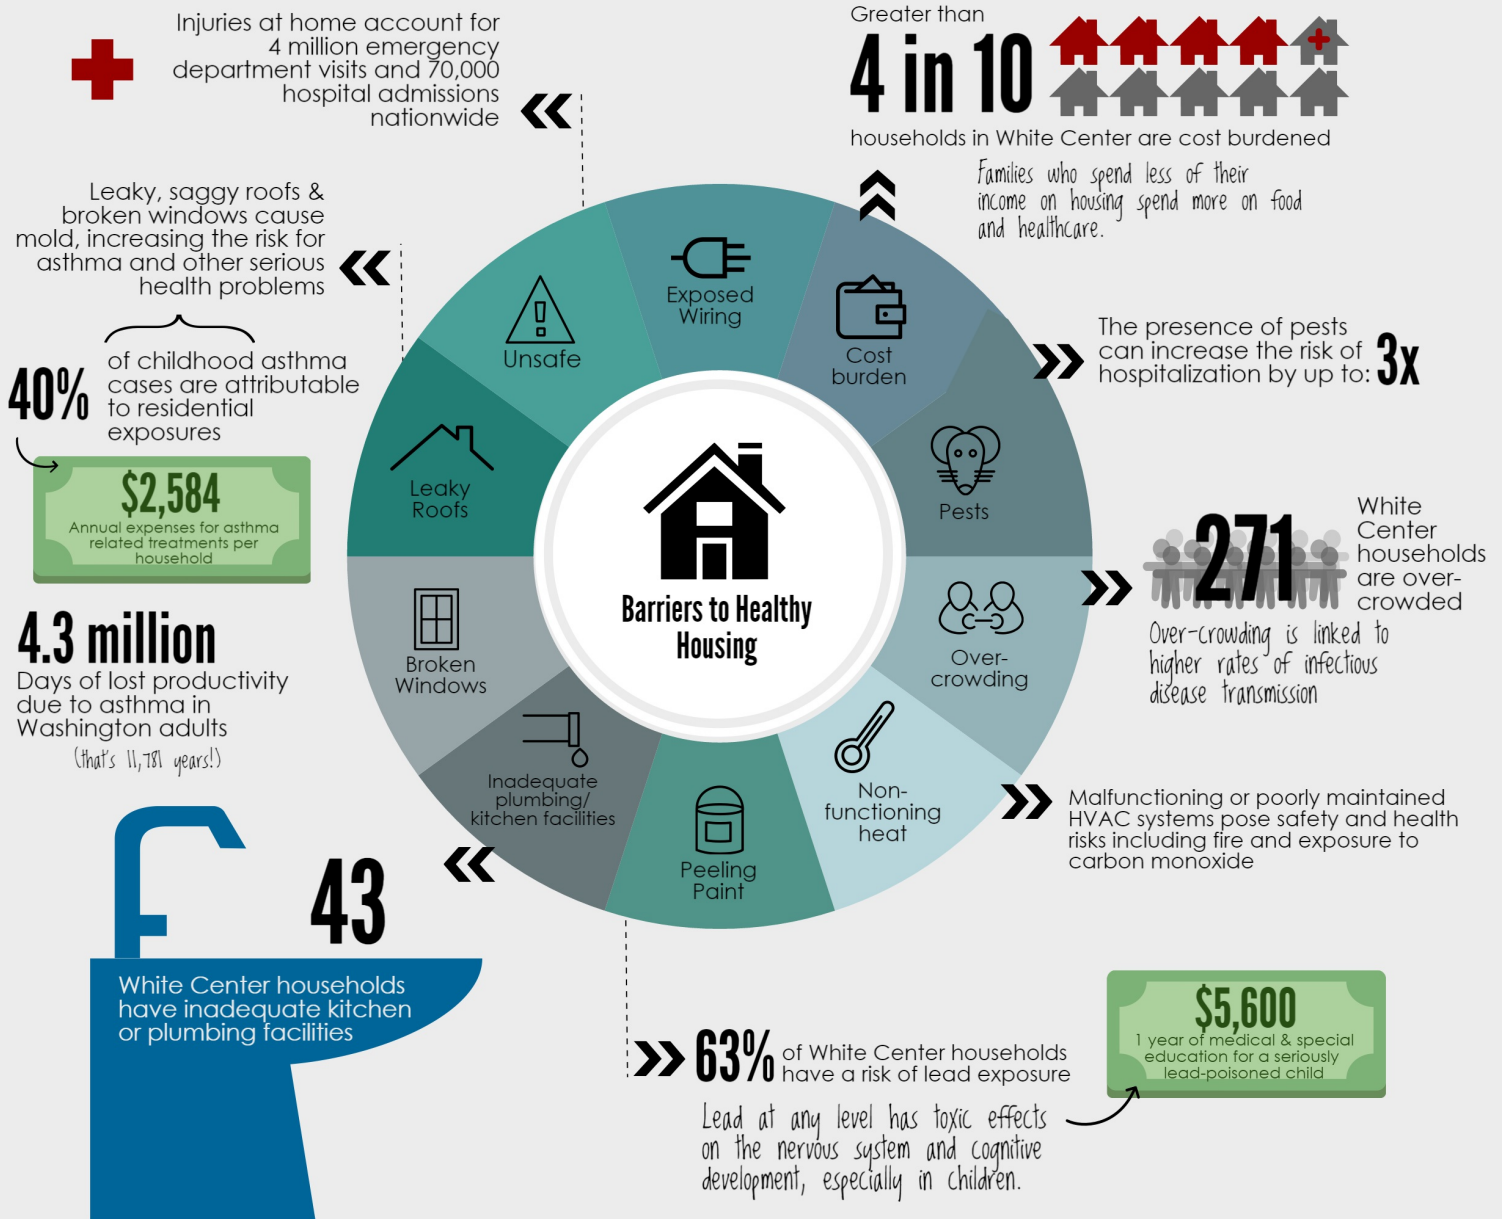 Injuries at home account for
4 million emergency
department visits and 70,000
hospital admissions
nationwide
Greater than
4 in 10
households in White Center are cost burdened
Families who spend less of their
income on housing spend more on food
and healthcare.
Leaky, saggy roofs &
broken windows cause
mold, increasing the risk for
asthma and other serious
health problems
40%
of childhood asthma
cases are attributable
to residential
exposures
$2,584
Annual expenses for asthma
related treatments per
household
4.3 million
Days of lost productivity
due to asthma in
Washington adults
(that's 11,781 years!)
Exposed
Wiring
Cost
burden
Pests
Over-
crowding
Non-
functioning
heat
Peeling
Paint
Inadequate
plumbing/
kitchen facilities
Broken
Windows
Leaky
Roofs
Unsafe
Barriers to Healthy
Housing
The presence of pests
can increase the risk of
hospitalization by up to: 3x
271
White
Center
households
are over-
crowded
Over-crowding is linked to
higher rates of infectious
disease transmission
Malfunctioning or poorly maintained
HVAC systems pose safety and health
risks including fire and exposure to
carbon monoxide
43
White Center households
have inadequate kitchen
or plumbing facilities
63%
of White Center households
have a risk of lead exposure
Lead at any level has toxic effects
on the nervous system and cognitive
development, especially in children.
$5,600
1 year of medical & special
education for a seriously
lead-poisoned child